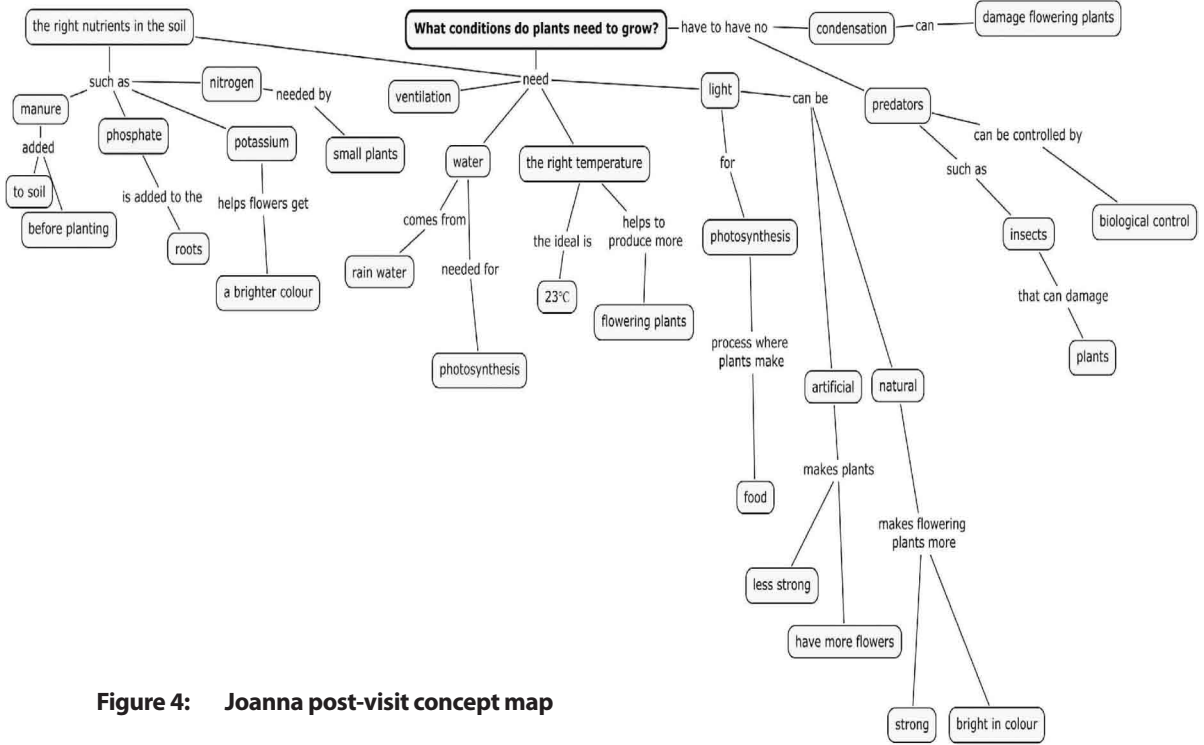 the right nutrients in the soil
What conditions do plants need to grow?
have to have no
condensation
can
damage flowering plants
such as
nitrogen
needed by
small plants
manure
added
to soil
before planting
phosphate
is added to the
roots
potassium
helps flowers get
a brighter colour
need
ventilation
water
comes from
rain water
needed for
photosynthesis
the right temperature
the ideal is
23°C
helps to
produce more
flowering plants
light
for
photosynthesis
process where
plants make
food
can be
artificial
makes plants
less strong
have more flowers
natural
makes flowering
plants more
strong
bright in colour
predators
can be controlled by
biological control
such as
insects
that can damage
plants
Figure 4: Joanna post-visit concept map